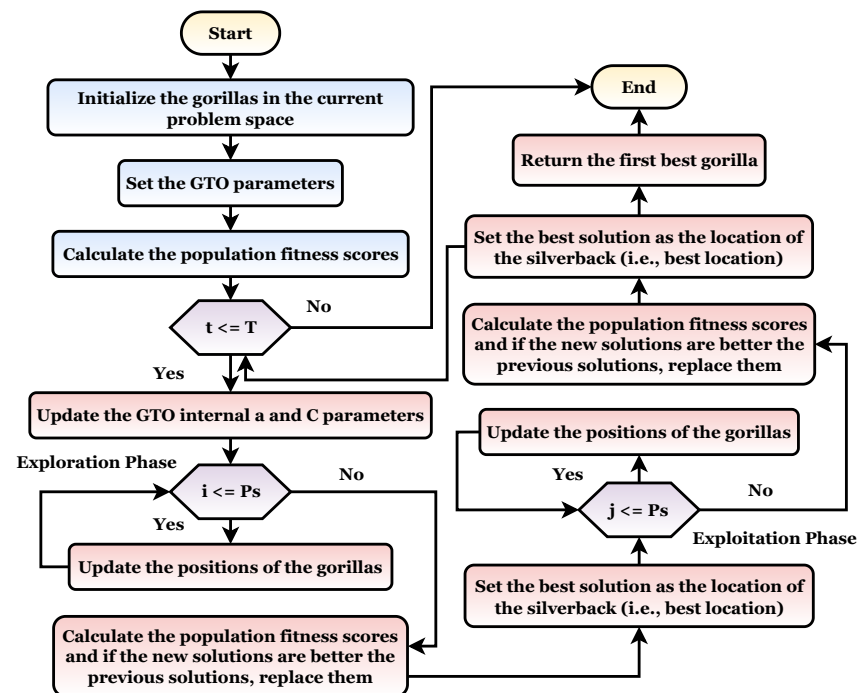 Start
Initialize the gorillas in the current
problem space
Set the GTO parameters
Calculate the population fitness scores
t <= T
No
Yes
Update the GTO internal a and C parameters
Exploration Phase
i <= Ps
No
Yes
Update the positions of the gorillas
Calculate the population fitness scores
and if the new solutions are better the
previous solutions, replace them
End
Return the first best gorilla
Set the best solution as the location of
the silverback (i.e., best location)
Calculate the population fitness scores
and if the new solutions are better the
previous solutions, replace them
Update the positions of the gorillas
Yes
No
j <= Ps
Exploitation Phase
Set the best solution as the location of
the silverback (i.e., best location)